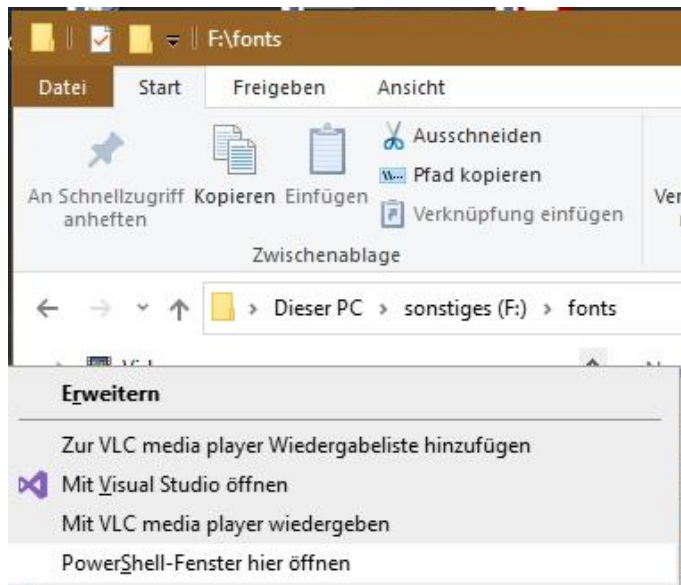 F:\fonts
Datei Start Freigeben Ansicht
An Schnellzugriff
anheften
Kopieren
Einfügen
Ausschneiden
Pfad kopieren
Verknüpfung einfügen
Ver
Zwischenablage
Dieser PC > sonstiges (F:) > fonts
Erweitern
Zur VLC media player Wiedergabeliste hinzufügen
Mit Visual Studio öffnen
Mit VLC media player wiedergeben
PowerShell-Fenster hier öffnen